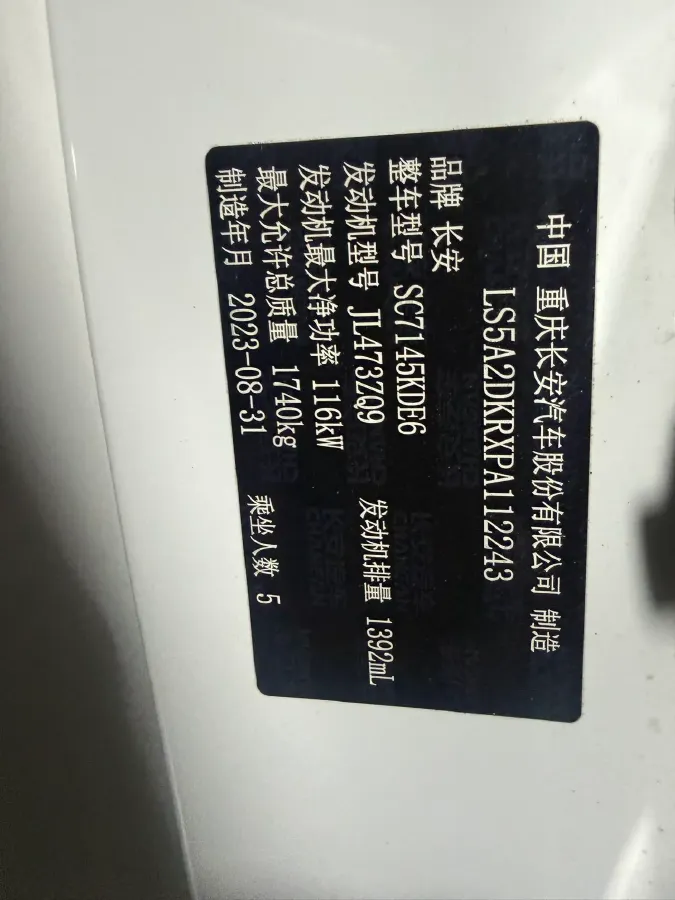 中国 重庆长安汽车股份有限公司 制造
LS5A2DKRXPA112243
品牌 长安
整车型号 SC7145KDE6
发动机型号 JL473ZQ9 发动机排量 1392mL
发动机最大净功率 116kW
最大允许总质量 1740kg
制造年月 2023-08-31 乘坐人数 5